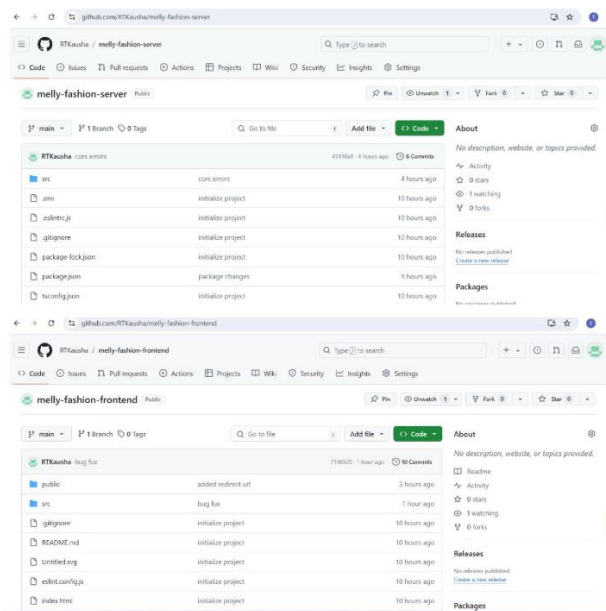 github.com/RTKausha/melly-fashion-server
RTKausha / melly-fashion-server
Type / to search
Code Issues Pull requests Actions Projects Wiki Security Insights Settings
melly-fashion-server Public
Pin Unwatch 1 Fork 0 Star 0
main 1 Branch 0 Tags
Go to file t Add file Code
About
No description, website, or topics provided.
RTKausha cors errors
4 hours ago 6 Commits
src cors errors 4 hours ago
.env initialize project 10 hours ago
.eslintrc.js initialize project 10 hours ago
.gitignore initialize project 10 hours ago
package-lock.json initialize project 10 hours ago
package.json package changes 9 hours ago
tsconfig.json initialize project 10 hours ago
Activity
0 stars
1 watching
0 forks
Releases
No releases published
Create a new release
Packages
No packages published
github.com/RTKausha/melly-fashion-frontend
RTKausha / melly-fashion-frontend
Type / to search
Code Issues Pull requests Actions Projects Wiki Security Insights Settings
melly-fashion-frontend Public
Pin Unwatch 1 Fork 0 Star 0
main 1 Branch 0 Tags
Go to file t Add file Code
About
No description, website, or topics provided.
RTKausha bug fux
1 hour ago 10 Commits
public added redirect url 3 hours ago
src bug fux 1 hour ago
.gitignore initialize project 10 hours ago
README.md initialize project 10 hours ago
Untitled.svg initialize project 10 hours ago
eslint.config.js initialize project 10 hours ago
index.html initialize project 10 hours ago
Readme
Activity
0 stars
1 watching
0 forks
Releases
No releases published
Create a new release
Packages